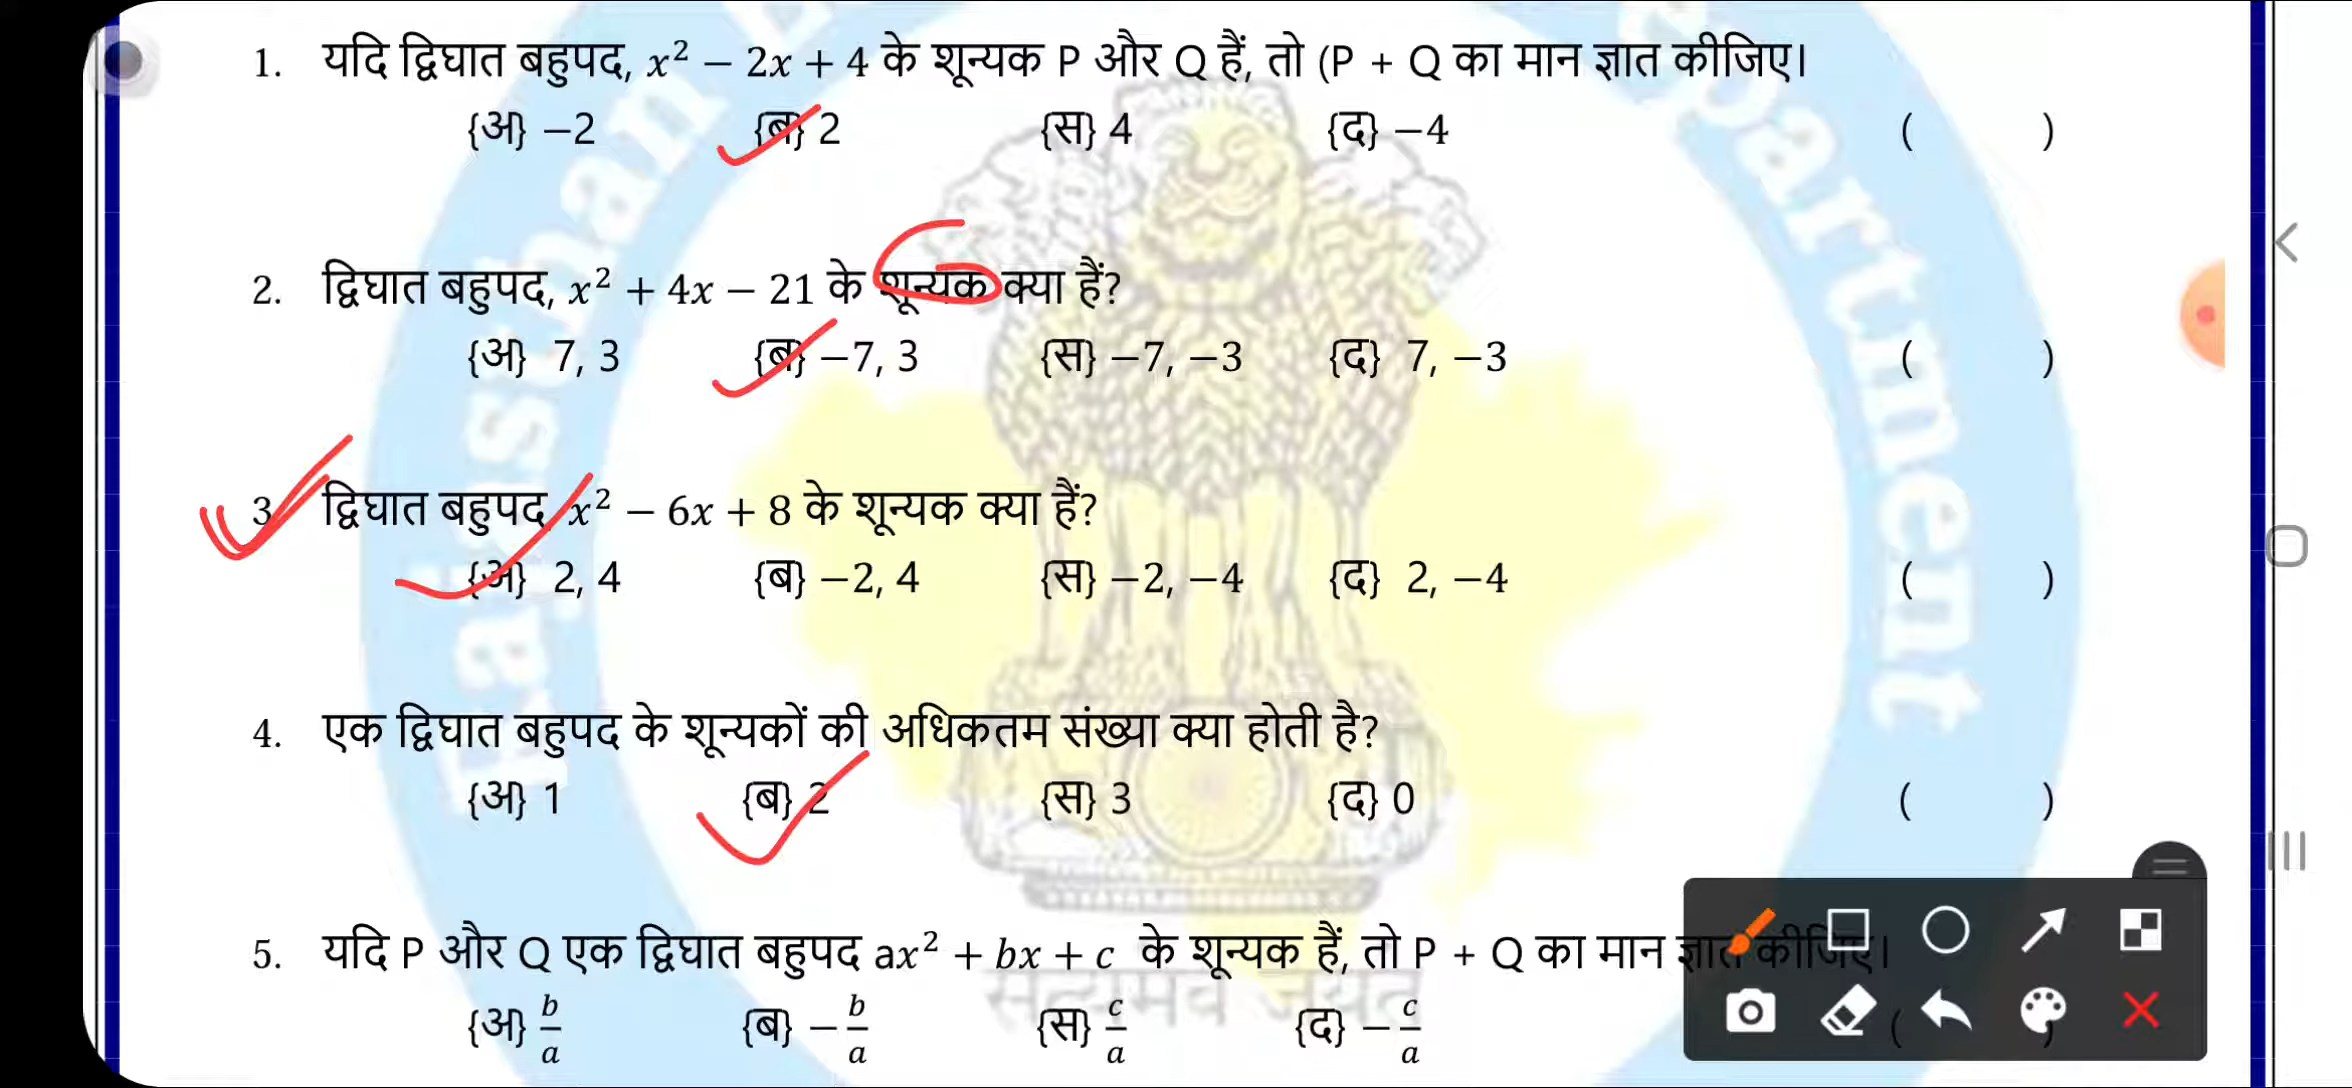 1. यदि द्विघात बहुपद, x² − 2x + 4 के शून्यक P और Q हैं, तो (P + Q का मान ज्ञात कीजिए।
{अ} −2 {ब} 2 {स} 4 {द} −4 ( )
2. द्विघात बहुपद, x² + 4x − 21 के शून्यक क्या हैं?
{अ} 7, 3 {ब} −7, 3 {स} −7, −3 {द} 7, −3 ( )
3. द्विघात बहुपद, x² − 6x + 8 के शून्यक क्या हैं?
{अ} 2, 4 {ब} −2, 4 {स} −2, −4 {द} 2, −4 ( )
4. एक द्विघात बहुपद के शून्यकों की अधिकतम संख्या क्या होती है?
{अ} 1 {ब} 2 {स} 3 {द} 0 ( )
5. यदि P और Q एक द्विघात बहुपद ax² + bx + c के शून्यक हैं, तो P + Q का मान ज्ञात कीजिए।
{अ} b/a {ब} −b/a {स} c/a {द} −c/a ( )
सत्यमेव जयते